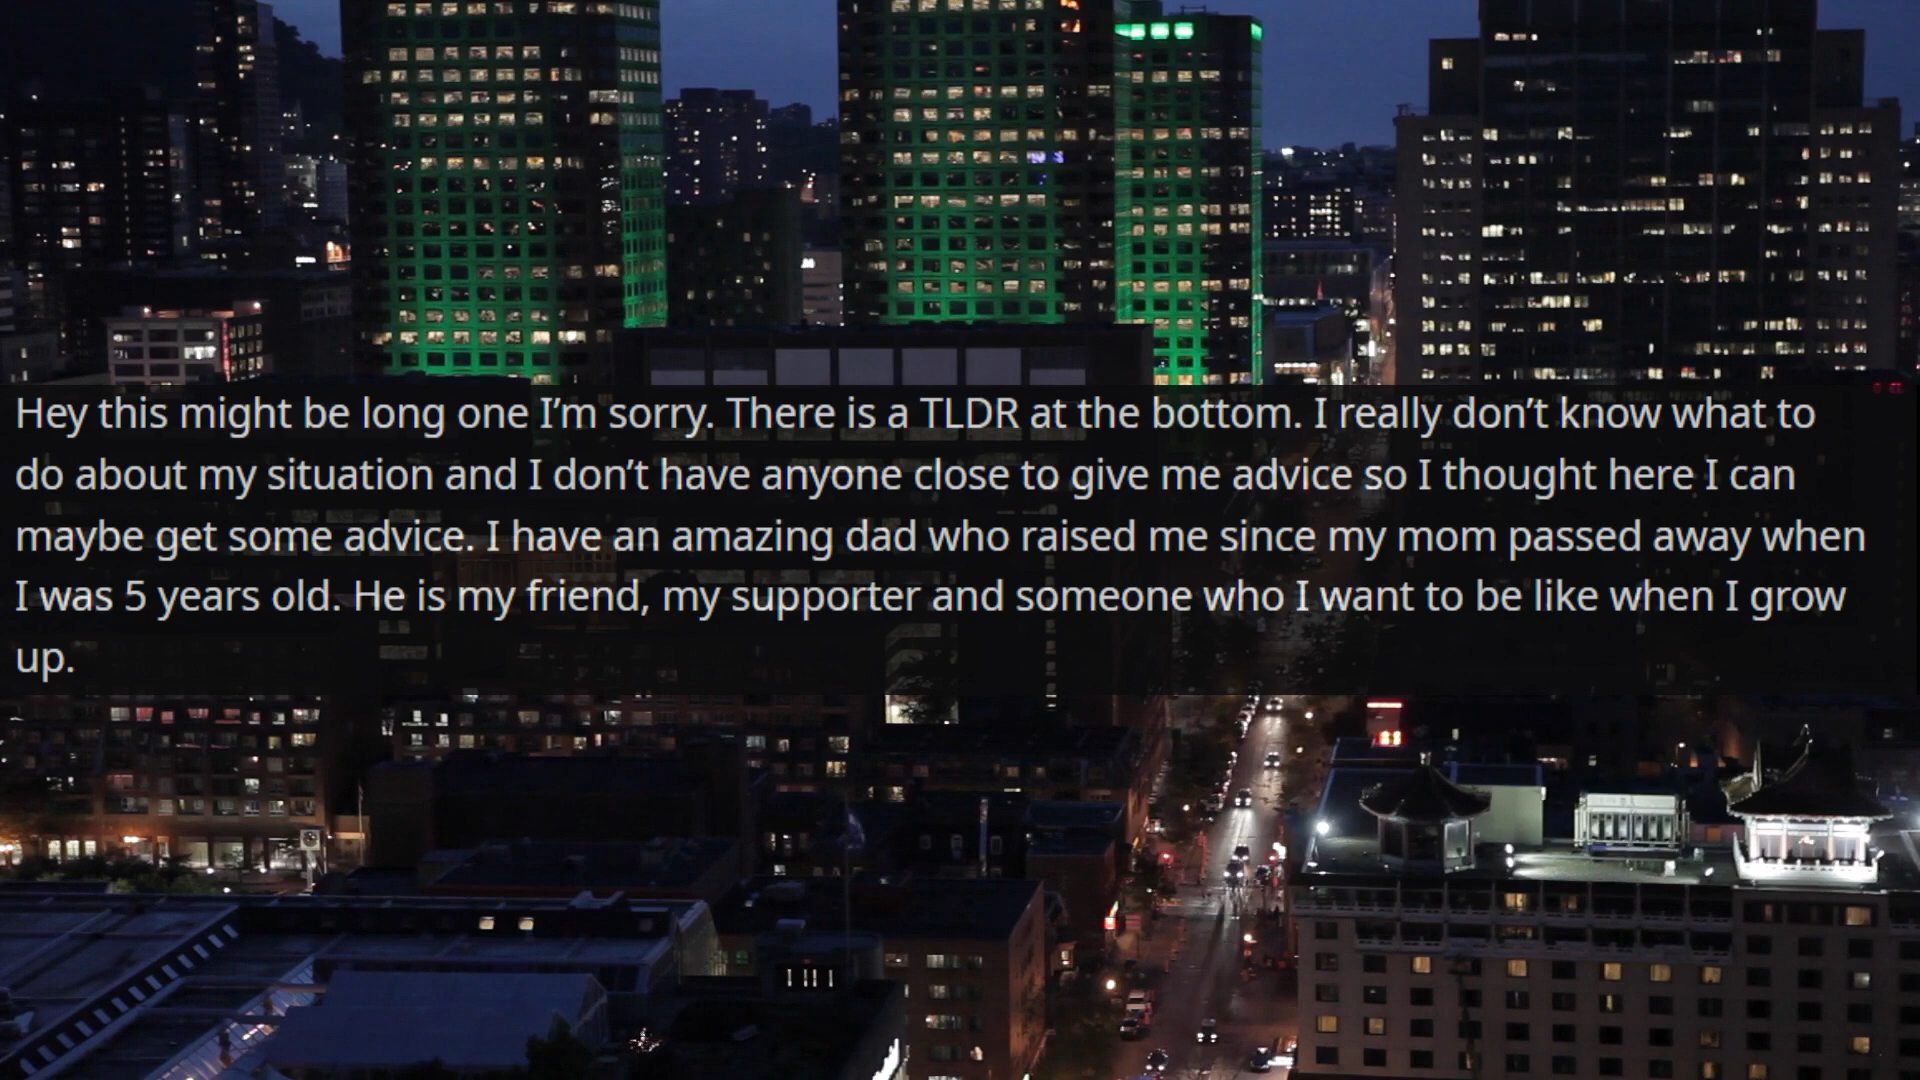 Hey this might be long one I’m sorry. There is a TLDR at the bottom. I really don’t know what to
do about my situation and I don’t have anyone close to give me advice so I thought here I can
maybe get some advice. I have an amazing dad who raised me since my mom passed away when
I was 5 years old. He is my friend, my supporter and someone who I want to be like when I grow
up.